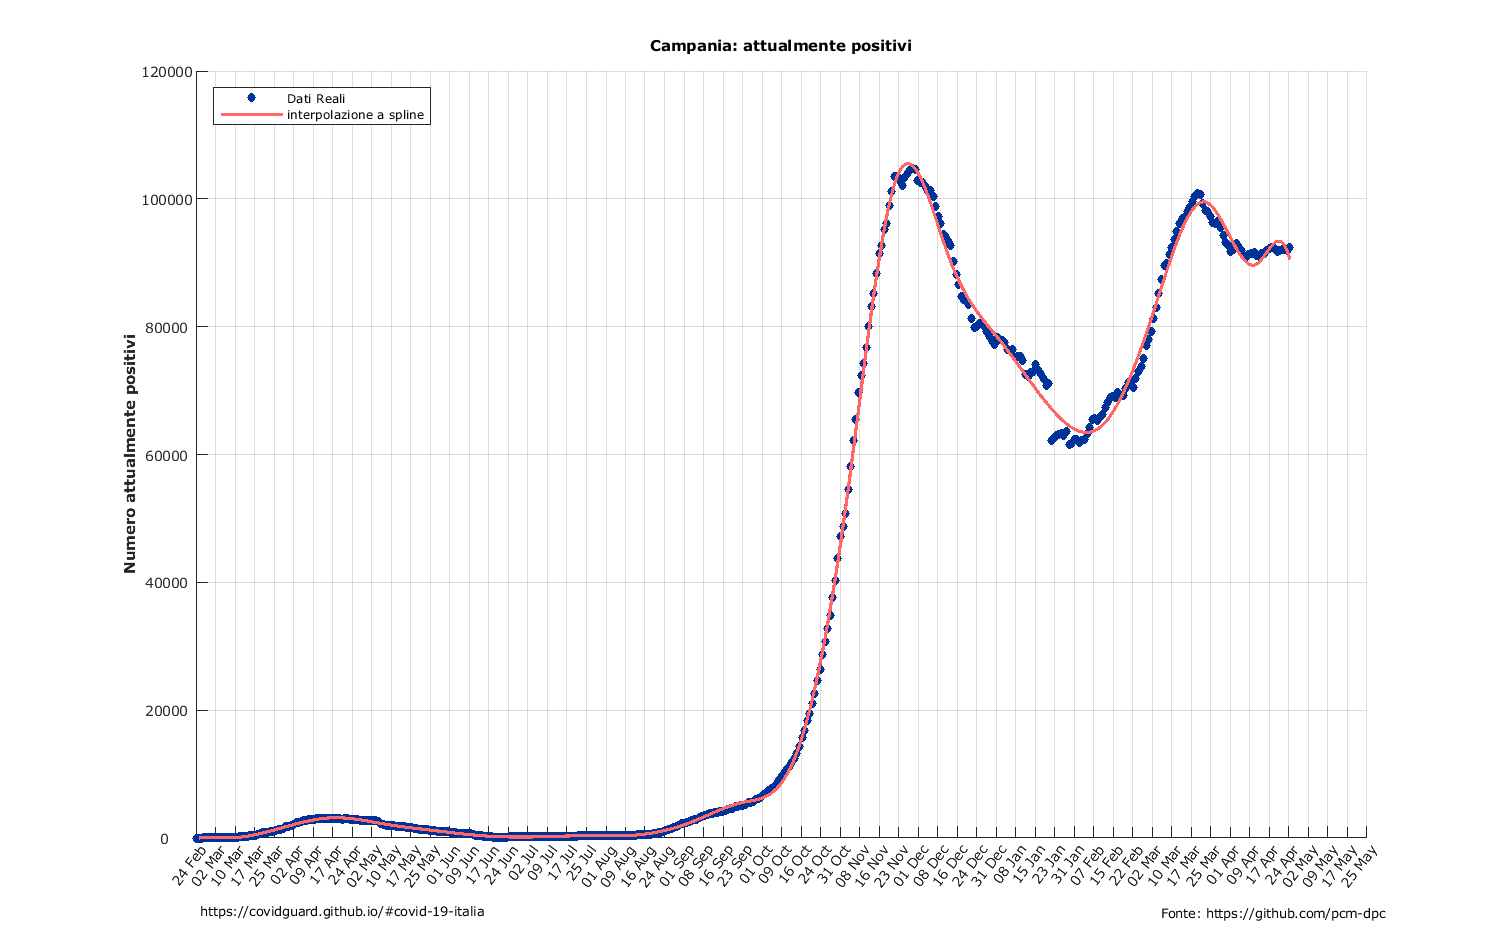 Campania: attualmente positivi
120000
100000
80000
60000
40000
20000
0
Numero attualmente positivi
Dati Reali
interpolazione a spline
24 Feb
02 Mar
10 Mar
17 Mar
25 Mar
02 Apr
09 Apr
17 Apr
24 Apr
02 May
10 May
17 May
25 May
01 Jun
09 Jun
17 Jun
24 Jun
02 Jul
09 Jul
17 Jul
25 Jul
01 Aug
09 Aug
16 Aug
24 Aug
01 Sep
08 Sep
16 Sep
23 Sep
01 Oct
09 Oct
16 Oct
24 Oct
31 Oct
08 Nov
16 Nov
23 Nov
01 Dec
08 Dec
16 Dec
24 Dec
31 Dec
08 Jan
15 Jan
23 Jan
31 Jan
07 Feb
15 Feb
22 Feb
02 Mar
10 Mar
17 Mar
25 Mar
01 Apr
09 Apr
17 Apr
24 Apr
02 May
09 May
17 May
25 May
https://covidguard.github.io/#covid-19-italia
Fonte: https://github.com/pcm-dpc